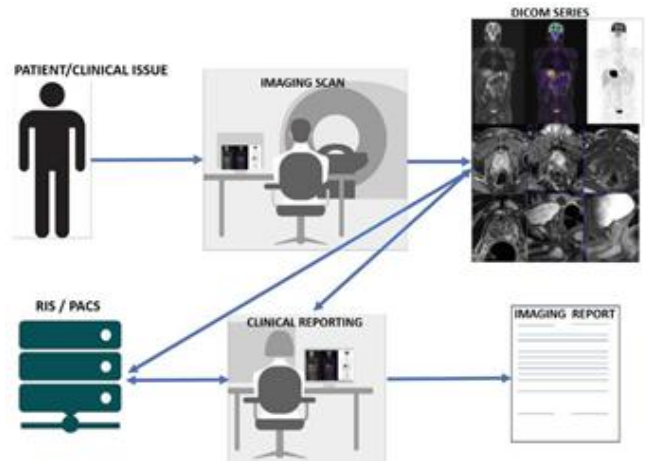 DICOM SERIES
PATIENT/CLINICAL ISSUE
IMAGING SCAN
RIS / PACS
CLINICAL REPORTING
IMAGING REPORT